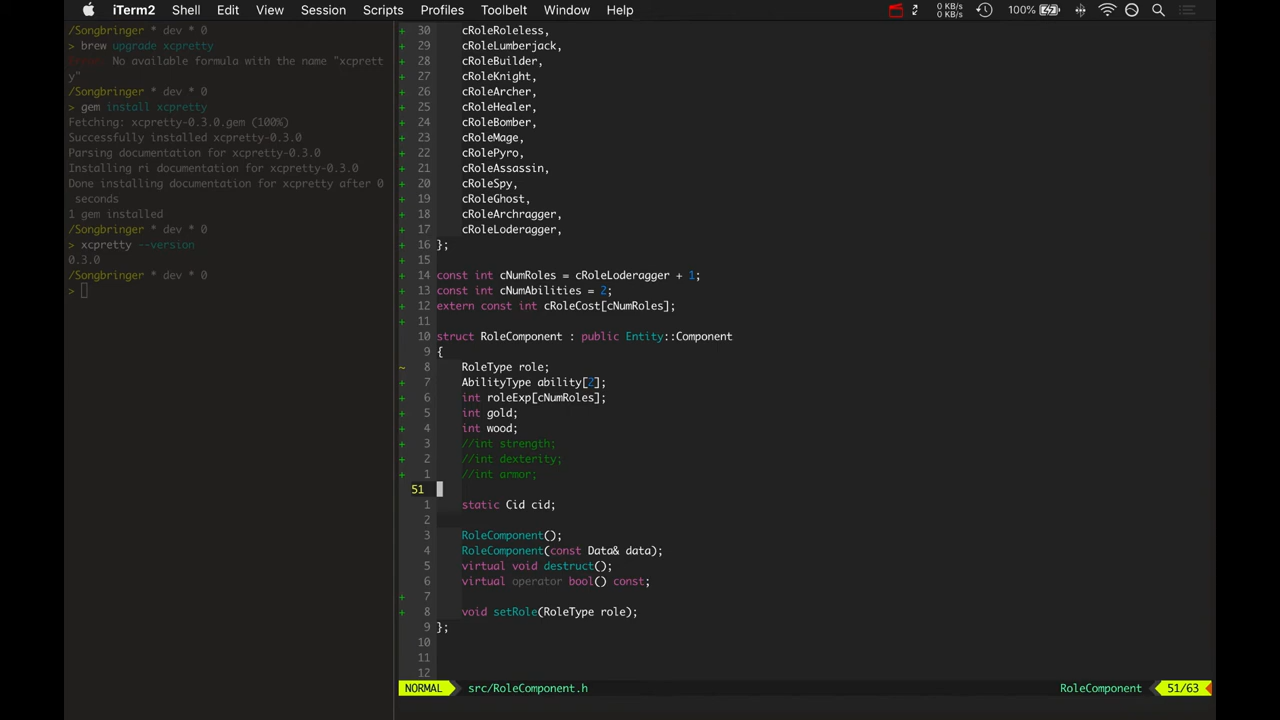 iTerm2 Shell Edit View Session Scripts Profiles Toolbelt Window Help 0 KB/s 0 KB/s 100%
/Songbringer * dev * 0
> brew upgrade xcpretty
Error: No available formula with the name "xcprett
y"
/Songbringer * dev * 0
> gem install xcpretty
Fetching: xcpretty-0.3.0.gem (100%)
Successfully installed xcpretty-0.3.0
Parsing documentation for xcpretty-0.3.0
Installing ri documentation for xcpretty-0.3.0
Done installing documentation for xcpretty after 0
seconds
1 gem installed
/Songbringer * dev * 0
> xcpretty --version
0.3.0
/Songbringer * dev * 0
>
+ 30 cRoleRoleless,
+ 29 cRoleLumberjack,
+ 28 cRoleBuilder,
+ 27 cRoleKnight,
+ 26 cRoleArcher,
+ 25 cRoleHealer,
+ 24 cRoleBomber,
+ 23 cRoleMage,
+ 22 cRolePyro,
+ 21 cRoleAssassin,
+ 20 cRoleSpy,
+ 19 cRoleGhost,
+ 18 cRoleArchragger,
+ 17 cRoleLoderagger,
+ 16 };
+ 15
+ 14 const int cNumRoles = cRoleLoderagger + 1;
+ 13 const int cNumAbilities = 2;
+ 12 extern const int cRoleCost[cNumRoles];
+ 11
10 struct RoleComponent : public Entity::Component
9 {
~ 8 RoleType role;
+ 7 AbilityType ability[2];
+ 6 int roleExp[cNumRoles];
+ 5 int gold;
+ 4 int wood;
+ 3 //int strength;
+ 2 //int dexterity;
+ 1 //int armor;
51
1 static Cid cid;
2
3 RoleComponent();
4 RoleComponent(const Data& data);
5 virtual void destruct();
6 virtual operator bool() const;
+ 7
+ 8 void setRole(RoleType role);
9 };
10
11
12
NORMAL src/RoleComponent.h RoleComponent 51/63